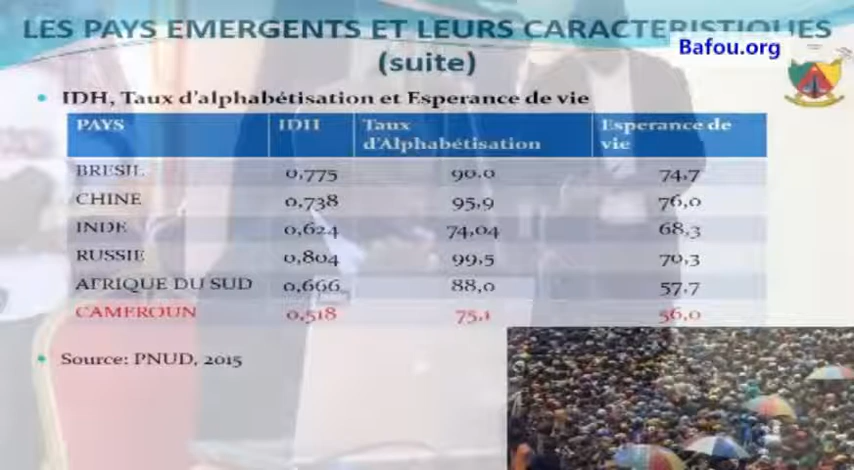 LES PAYS EMERGENTS ET LEURS CARACTERISTIQUES
(suite)
Bafou.org
• IDH, Taux d'alphabétisation et Esperance de vie
PAYS IDH Taux d'Alphabétisation Esperance de vie
BRESIL 0,775 90,0 74,7
CHINE 0,738 95,9 76,0
INDE 0,624 74,04 68,3
RUSSIE 0,804 99,5 70,3
AFRIQUE DU SUD 0,666 88,0 57,7
CAMEROUN 0,518 75,1 56,0
• Source: PNUD, 2015